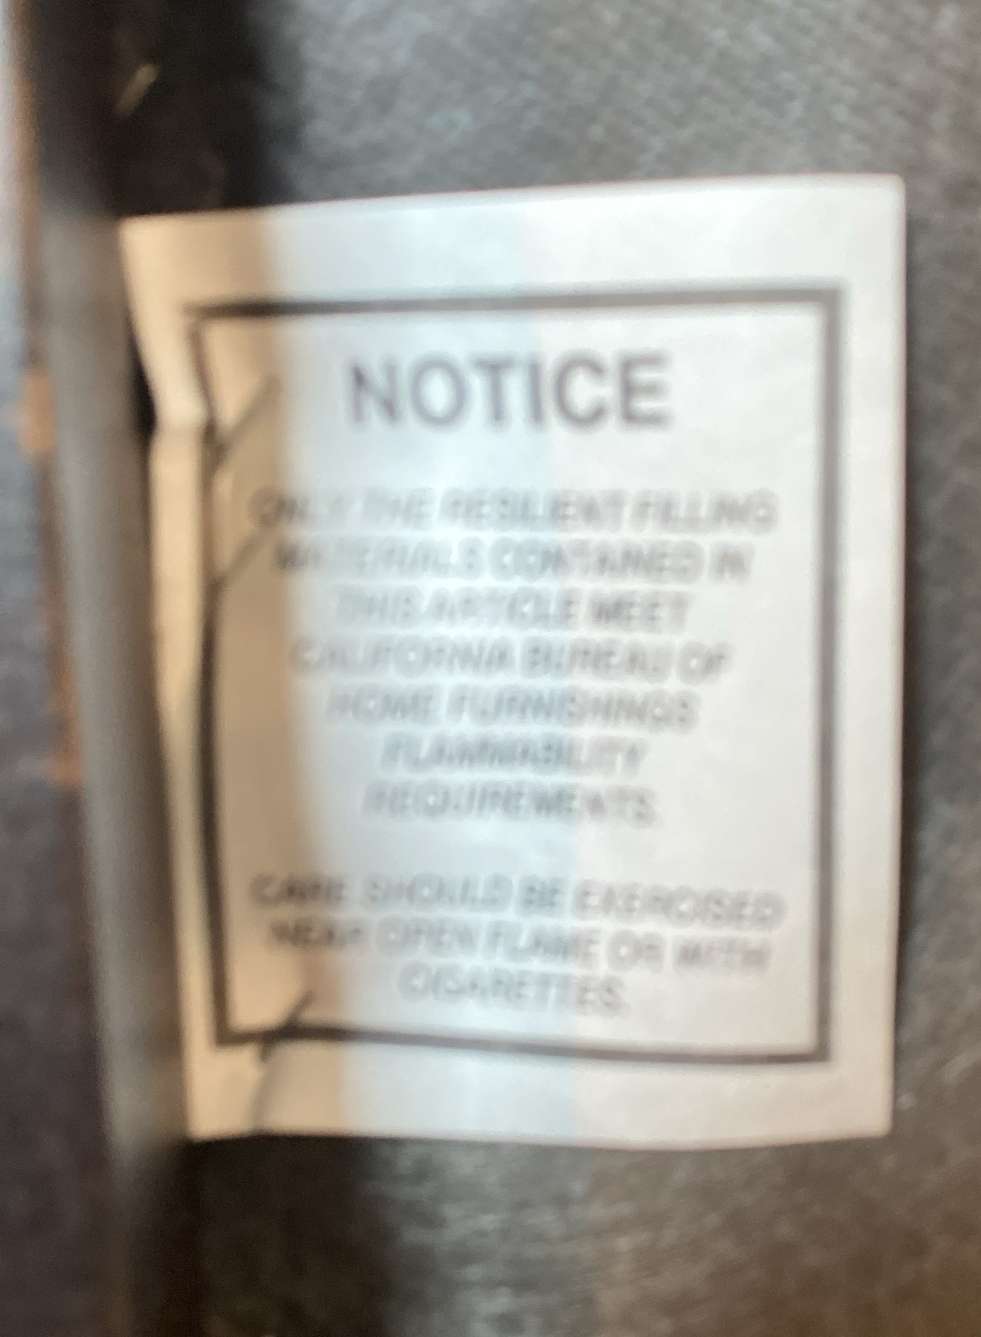 NOTICE
ONLY THE RESILIENT FILLING
MATERIALS CONTAINED IN
THIS ARTICLE MEET
CALIFORNIA BUREAU OF
HOME FURNISHINGS
FLAMMABILITY
REQUIREMENTS.
CARE SHOULD BE EXERCISED
NEAR OPEN FLAME OR WITH
CIGARETTES.